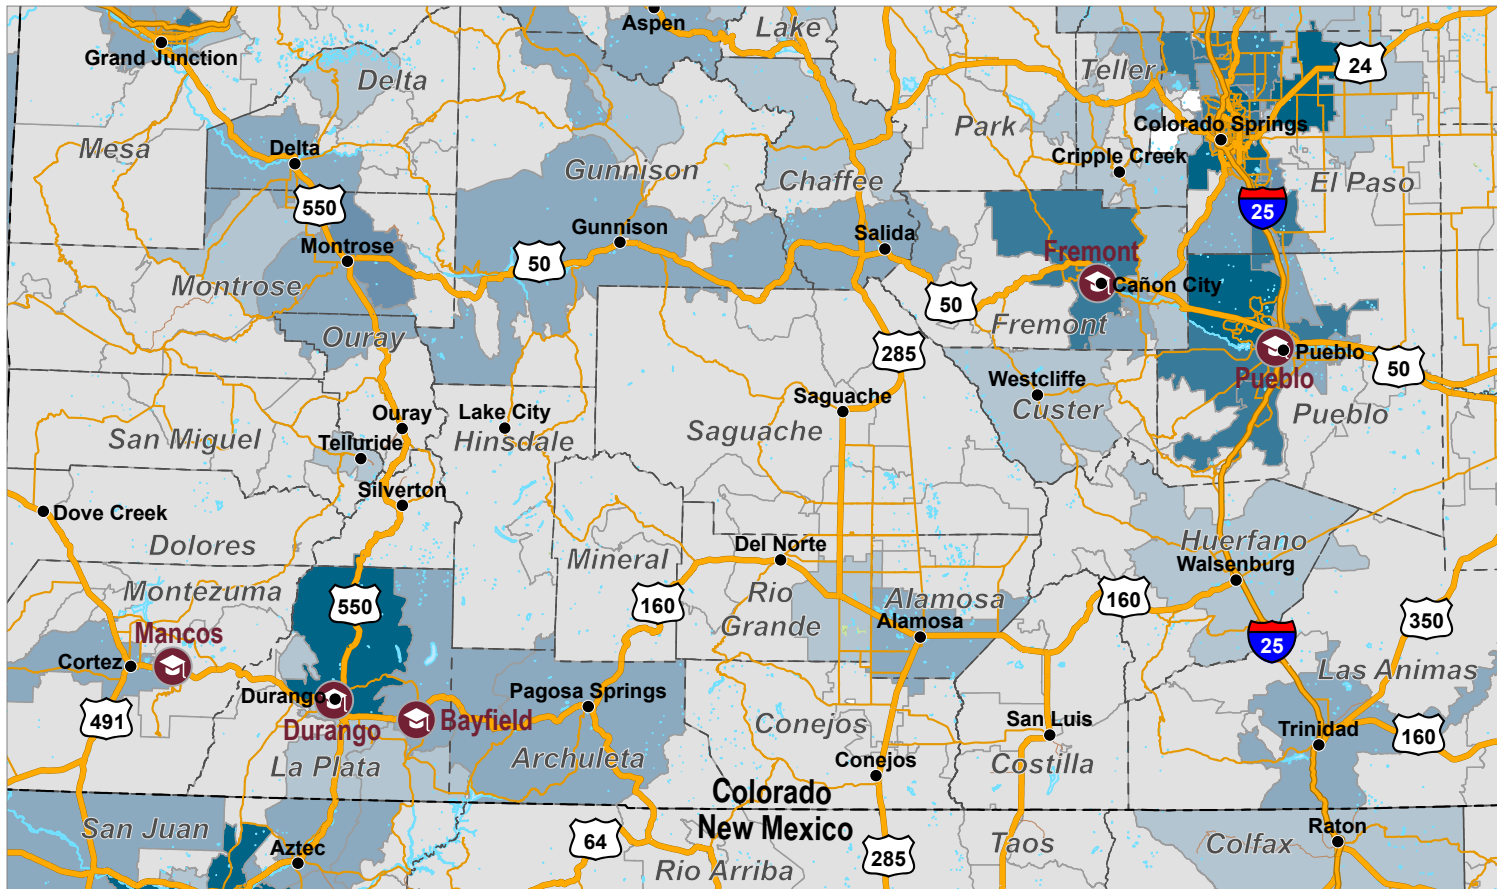 Aspen
Lake
Grand Junction
Delta
Teller
24
Park
Colorado Springs
Mesa
Delta
Gunnison
Cripple Creek
Chaffee
El Paso
550
25
Gunnison
Salida
Montrose
50
Fremont
Montrose
Cañon City
50
Fremont
Ouray
285
Pueblo
50
Pueblo
Westcliffe
Custer
Saguache
Pueblo
Ouray
Lake City
San Miguel
Telluride
Hinsdale
Saguache
Silverton
Dove Creek
Dolores
Mineral
Del Norte
Huerfano
Walsenburg
Montezuma
550
160
Rio
Grande
Alamosa
Alamosa
160
350
25
Mancos
Cortez
Las Animas
Durango
Pagosa Springs
491
Durango
Bayfield
Conejos
San Luis
Trinidad
160
La Plata
Archuleta
Conejos
Costilla
Colorado
New Mexico
San Juan
Aztec
64
Rio Arriba
285
Taos
Colfax
Raton